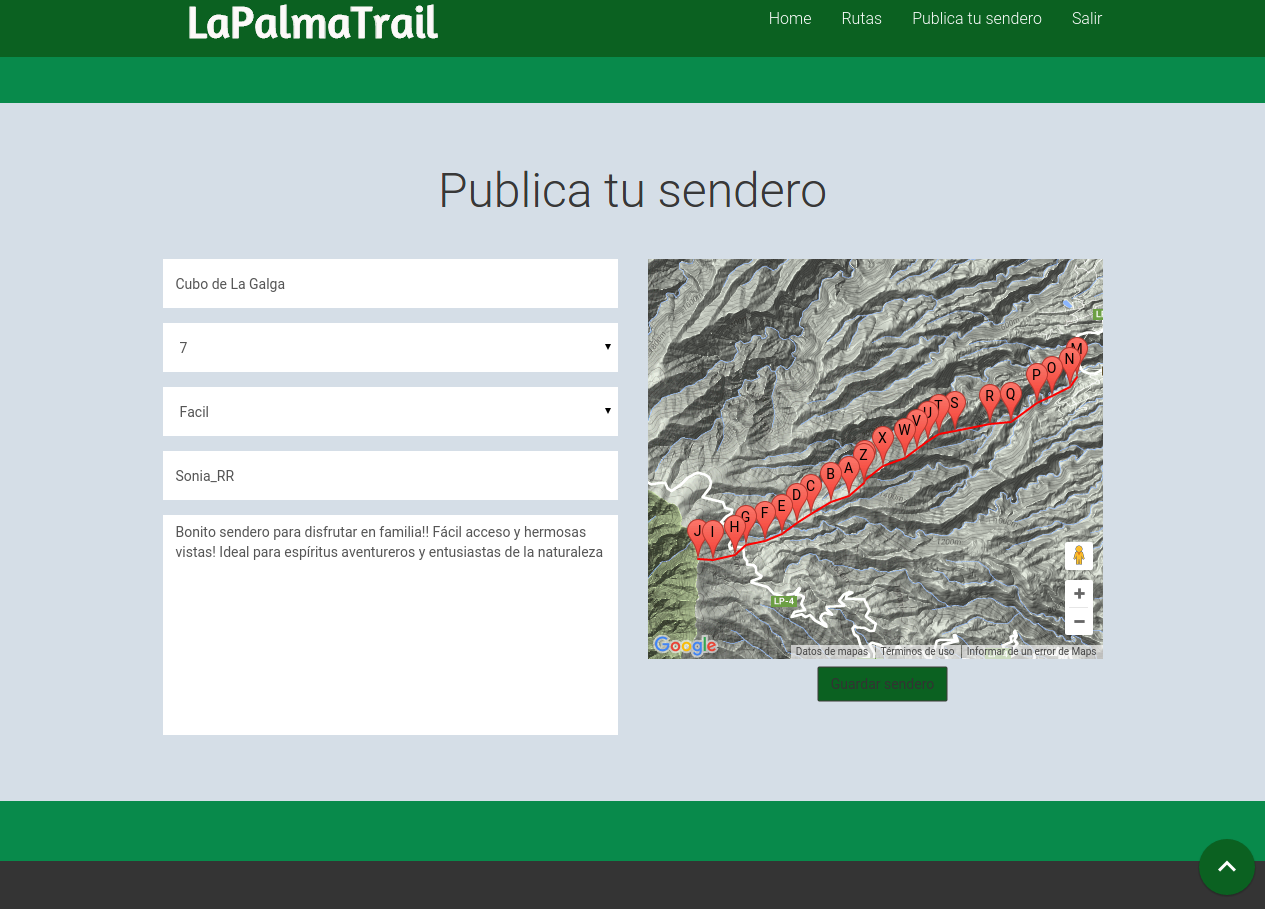 LaPalmaTrail
Home Rutas Publica tu sendero Salir
Publica tu sendero
Cubo de La Galga
7
Facil
Sonia_RR
Bonito sendero para disfrutar en familia!! Fácil acceso y hermosas
vistas! Ideal para espíritus aventureros y entusiastas de la naturaleza
M
N
O
P
Q
R
S
T
U
V
W
X
Z
A
B
C
D
E
F
G
H
I
J
1200m
LP-4
Google
Datos de mapas Términos de uso Informar de un error de Maps
Guardar sendero